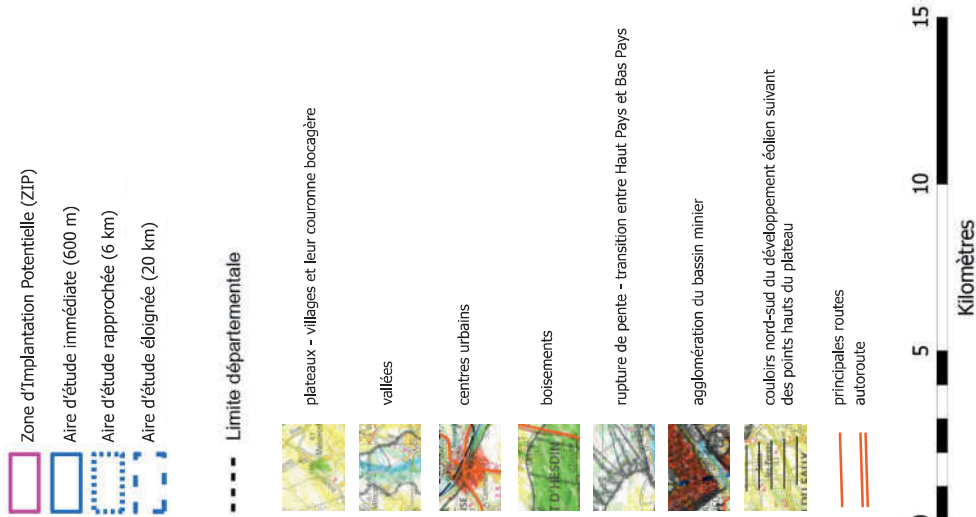 Zone d'Implantation Potentielle (ZIP)
Aire d'étude immédiate (600 m)
Aire d'étude rapprochée (6 km)
Aire d'étude éloignée (20 km)
Limite départementale
plateaux - villages et leur couronne bocagère
vallées
centres urbains
ISE
boisements
T D'HESDIN
rupture de pente - transition entre Haut Pays et Bas Pays
agglomération du bassin minier
couloirs nord-sud du développement éolien suivant
des points hauts du plateau
principales routes
autoroute
0 5 10 15
Kilomètres